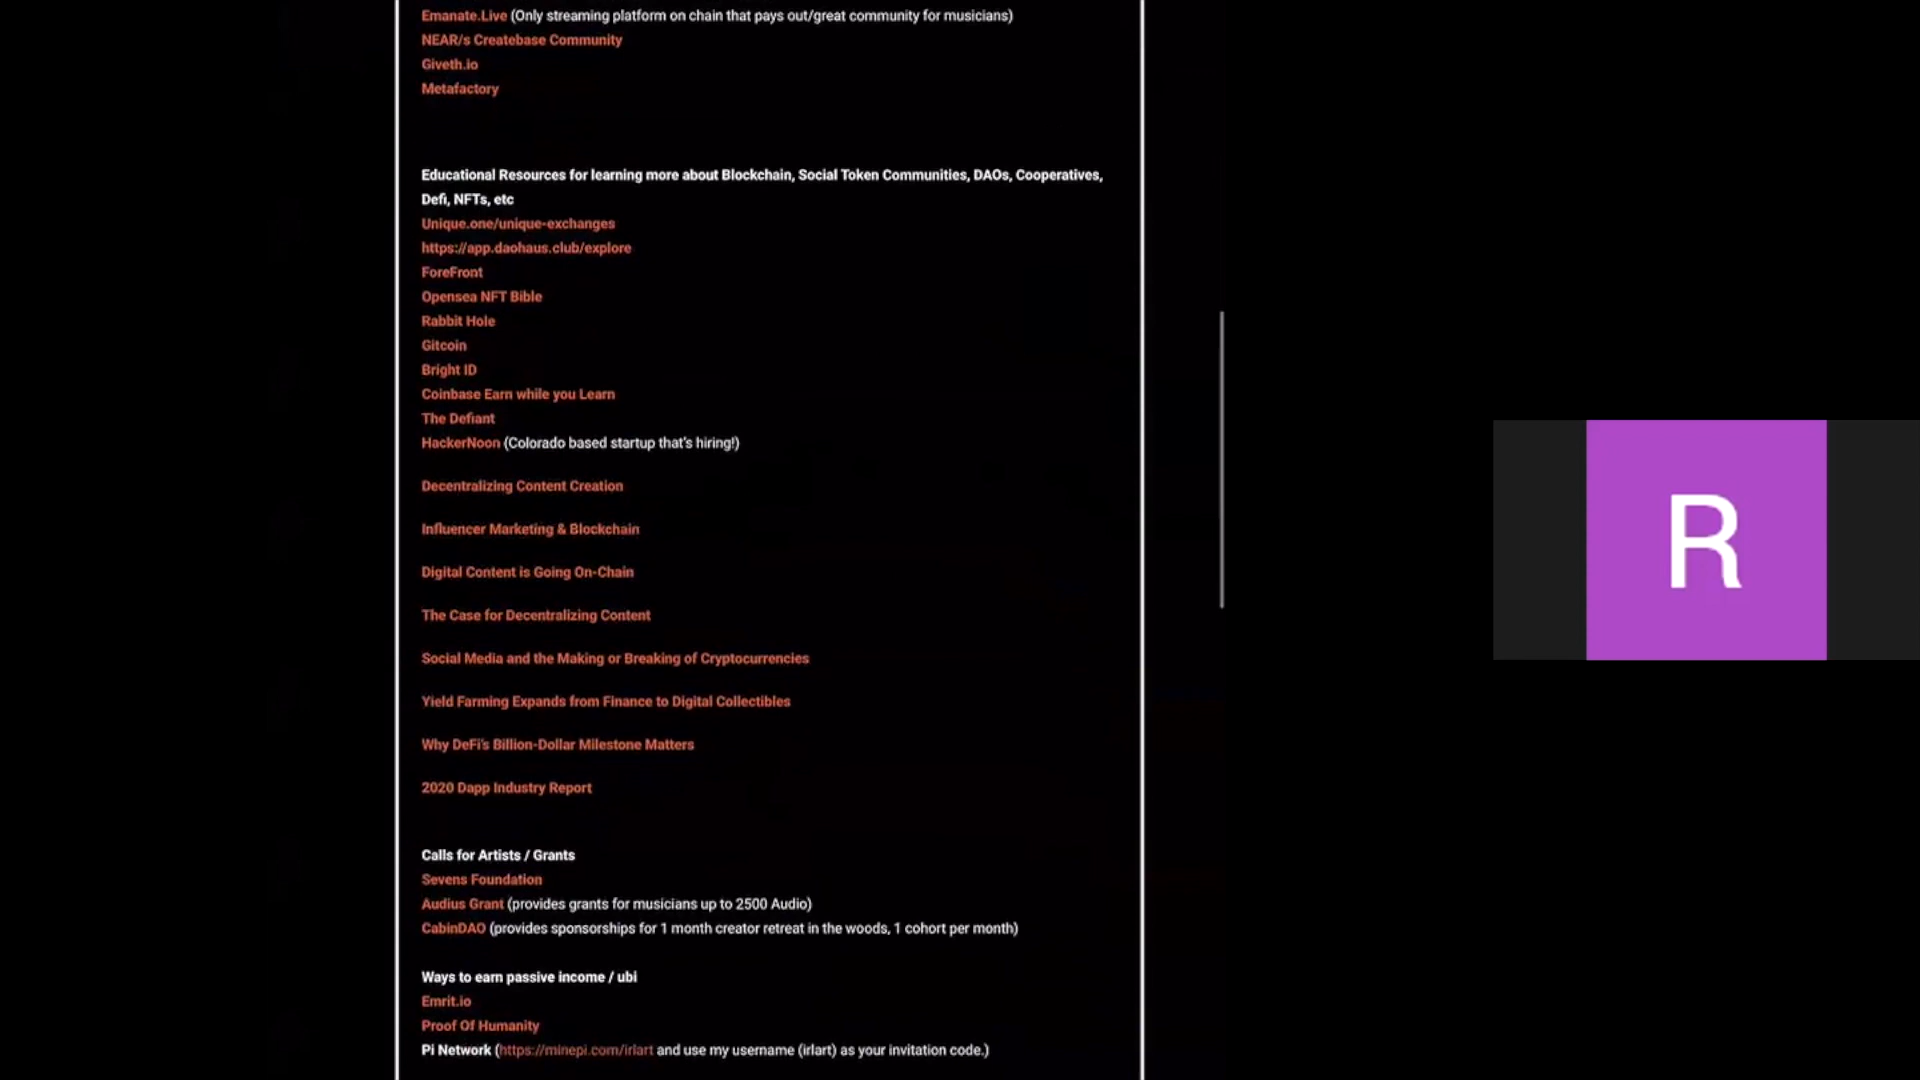 Emanate.Live (Only streaming platform on chain that pays out/great community for musicians)
NEAR/s Createbase Community
Giveth.io
Metafactory
Educational Resources for learning more about Blockchain, Social Token Communities, DAOs, Cooperatives,
Defi, NFTs, etc
Unique.one/unique-exchanges
https://app.daohaus.club/explore
ForeFront
Opensea NFT Bible
Rabbit Hole
Gitcoin
Bright ID
Coinbase Earn while you Learn
The Defiant
HackerNoon (Colorado based startup that's hiring!)
Decentralizing Content Creation
Influencer Marketing & Blockchain
Digital Content is Going On-Chain
The Case for Decentralizing Content
Social Media and the Making or Breaking of Cryptocurrencies
Yield Farming Expands from Finance to Digital Collectibles
Why DeFi's Billion-Dollar Milestone Matters
2020 Dapp Industry Report
Calls for Artists / Grants
Sevens Foundation
Audius Grant (provides grants for musicians up to 2500 Audio)
CabinDAO (provides sponsorships for 1 month creator retreat in the woods, 1 cohort per month)
Ways to earn passive income / ubi
Emrit.io
Proof Of Humanity
Pi Network (https://minepi.com/irlart and use my username (irlart) as your invitation code.)
R